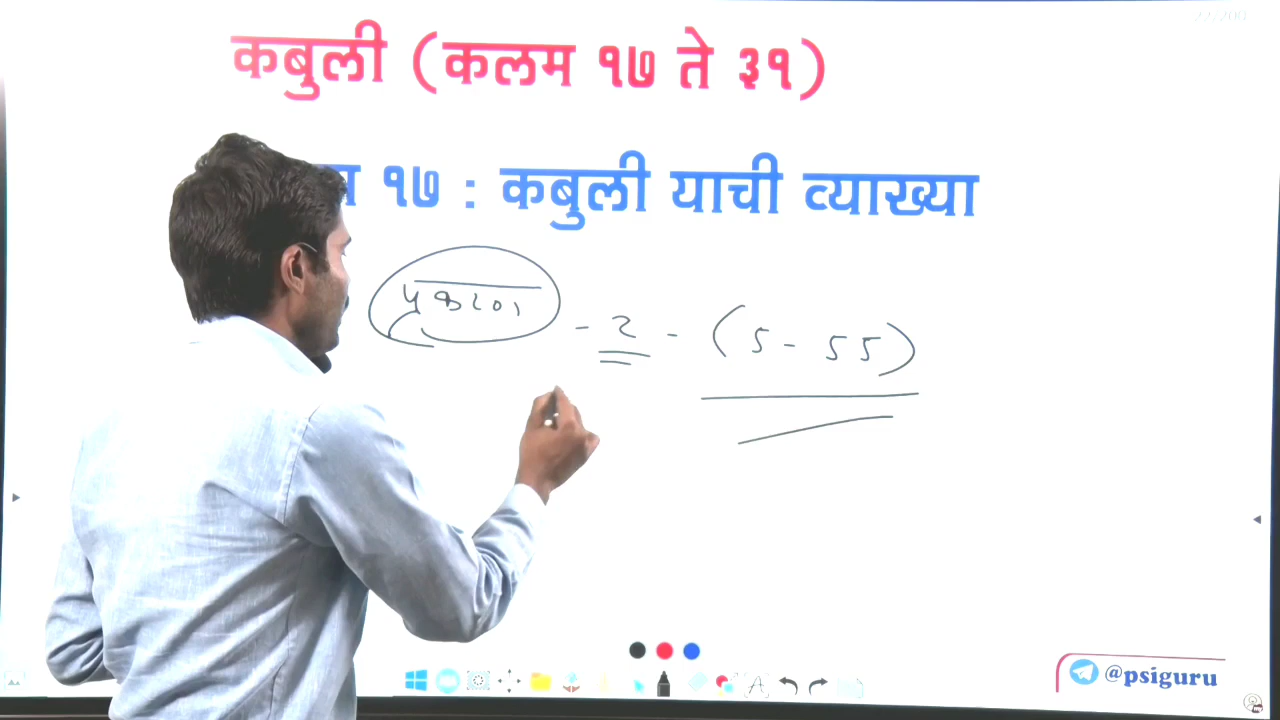 कबुली (कलम १७ ते ३१)
१७ : कबुली याची व्याख्या
प्रकरण - 2 - (5 - 55)
@psiguru